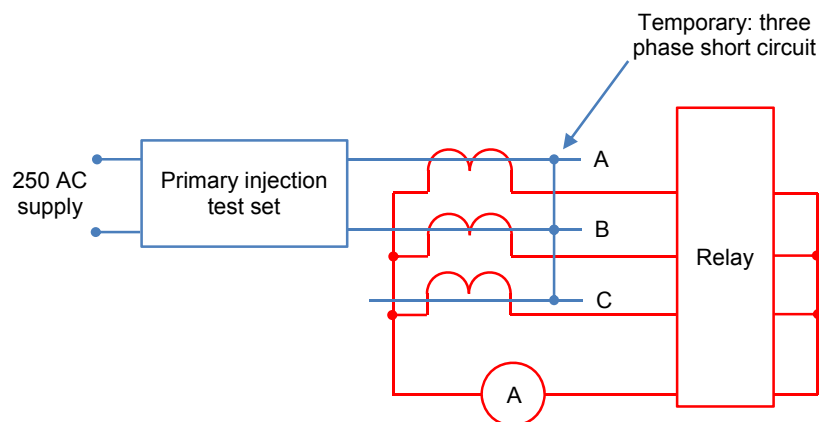 Temporary: three
phase short circuit
250 AC
supply
Primary injection
test set
A
B
C
Relay
A